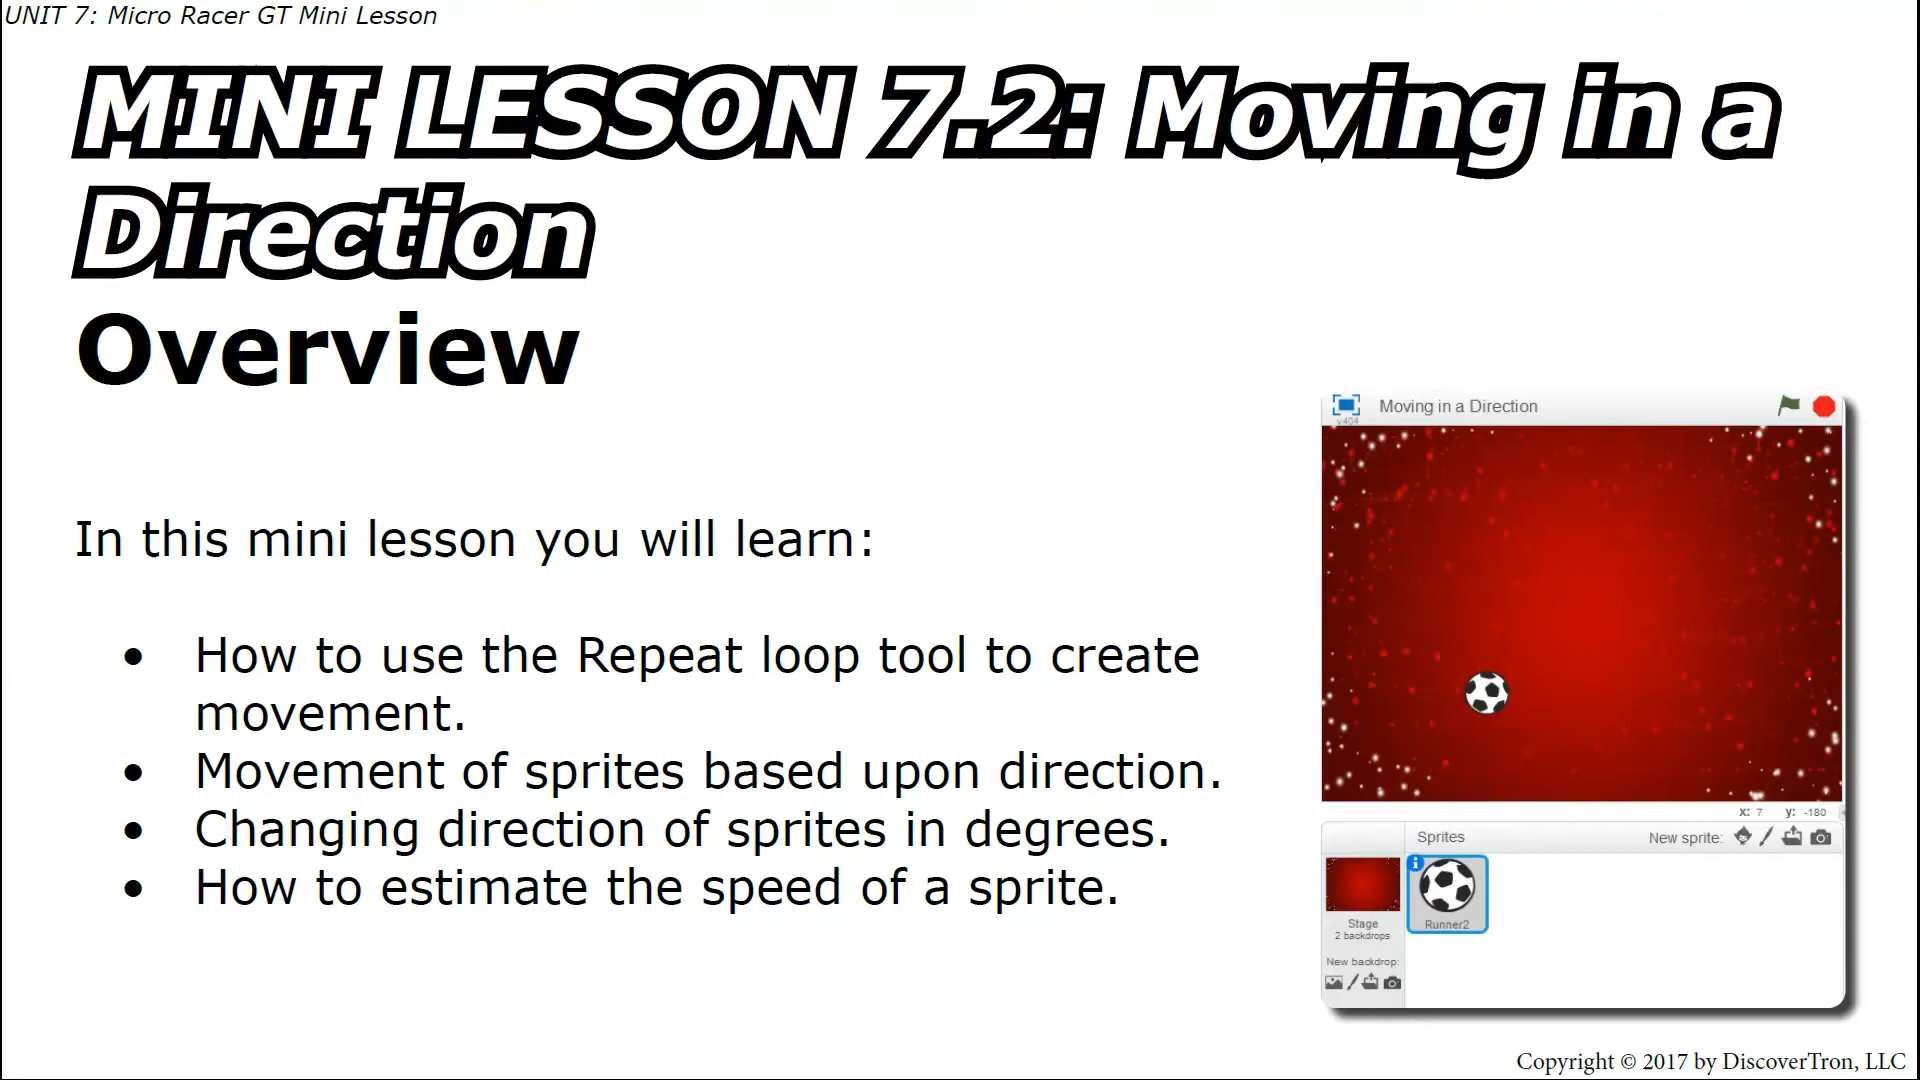 UNIT 7: Micro Racer GT Mini Lesson
MINI LESSON 7.2: Moving in a
Direction
Overview
In this mini lesson you will learn:
• How to use the Repeat loop tool to create
movement.
• Movement of sprites based upon direction.
• Changing direction of sprites in degrees.
• How to estimate the speed of a sprite.
Moving in a Direction
v404
x: 7 y: -180
Sprites New sprite:
Stage
2 backdrops
New backdrop:
Runner2
Copyright © 2017 by DiscoverTron, LLC